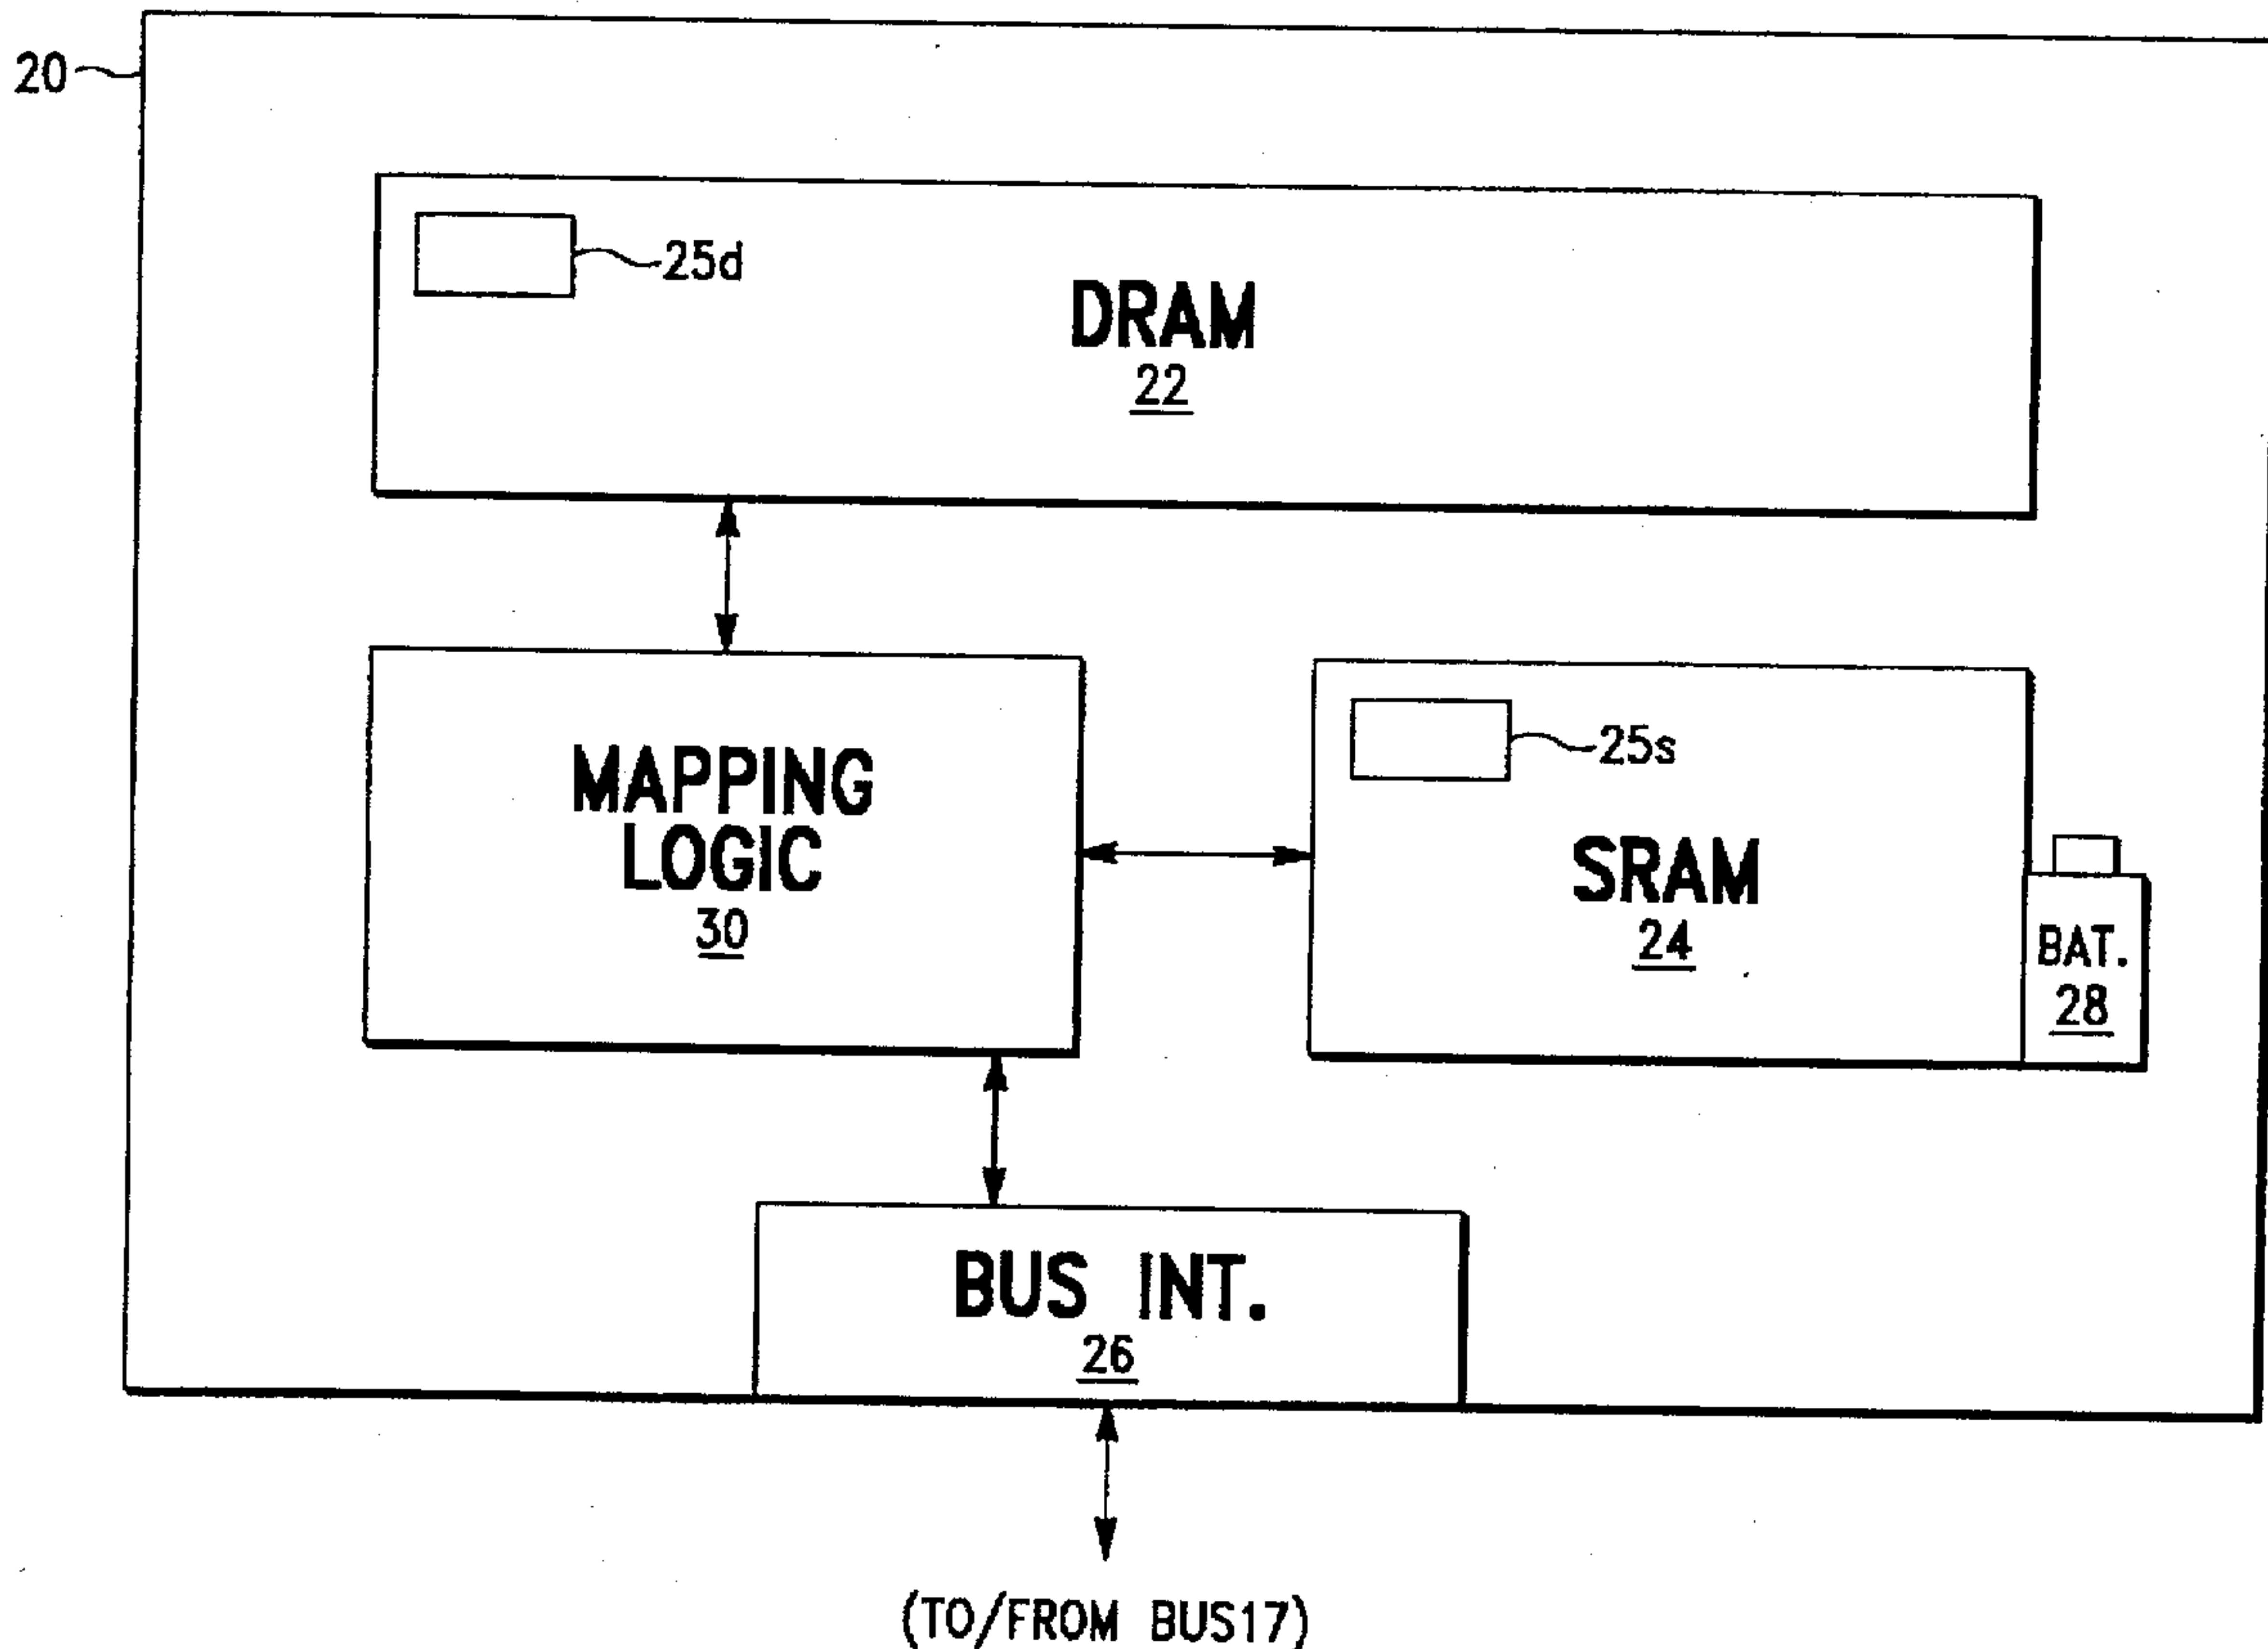 20
25d
DRAM
22
MAPPING
LOGIC
30
25s
SRAM
24
BAT.
28
BUS INT.
26
(TO/FROM BUS17)